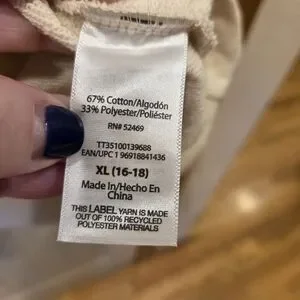 67% Cotton/Algodón
33% Polyester/Poliéster
RN# 52469
TT35100139688
EAN/UPC 1 96918841436
XL (16-18)
Made In/Hecho En
China
THIS LABEL YARN IS MADE
OUT OF 100% RECYCLED
POLYESTER MATERIALS